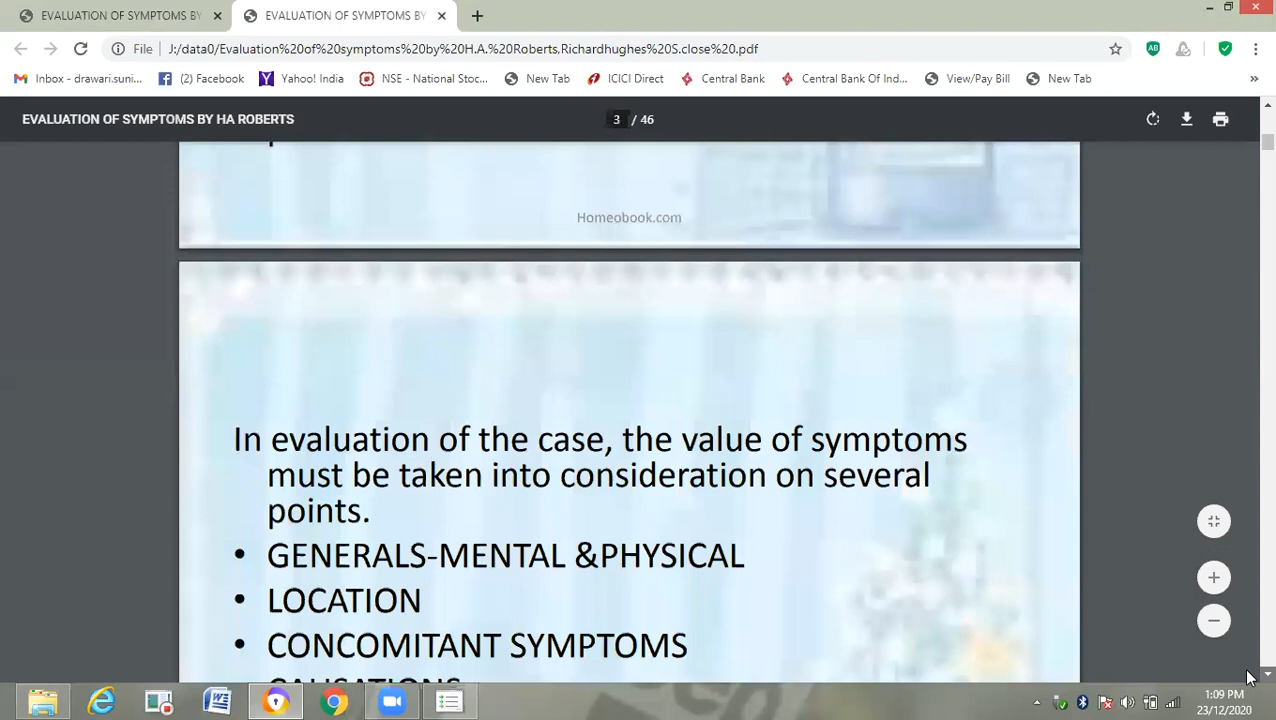 EVALUATION OF SYMPTOMS BY
EVALUATION OF SYMPTOMS BY
File J:/data0/Evaluation%20of%20symptoms%20by%20H.A.%20Roberts.Richardhughes%20S.close%20.pdf
Inbox - drawari.suni...
(2) Facebook
Yahoo! India
NSE - National Stoc...
New Tab
ICICI Direct
Central Bank
Central Bank Of Ind...
View/Pay Bill
New Tab
EVALUATION OF SYMPTOMS BY HA ROBERTS
3 / 46
Homeobook.com
In evaluation of the case, the value of symptoms
must be taken into consideration on several
points.
• GENERALS-MENTAL &PHYSICAL
• LOCATION
• CONCOMITANT SYMPTOMS
CAUSATIONS
1:09 PM
23/12/2020